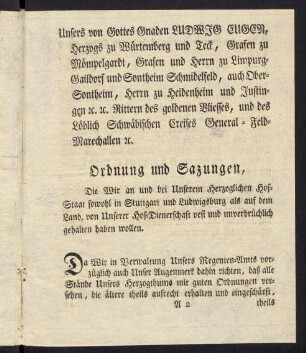 Unsers von Gottes Gnaden LUDWIG EUGEN,
Herzogs zu Würtemberg und Teck, Grafen zu
Mömpelgardt, Grafen und Herrn zu Limpurg-
Gaildorf und Sontheim Schmidelfeld, auch Ober-
Sontheim, Herrn zu Heidenheim und Justin-
gen ꝛc. ꝛc. Rittern des goldenen Vliesses, und des
Löblich Schwäbischen Creises General-Feld-
Marechallen ꝛc.
Ordnung und Sazungen,
Die Wir an und bei Unserem Herzoglichen Hof-
Staat sowohl in Stuttgart und Ludwigsburg als auf dem
Land, von Unserer Hof-Dienerschaft vest und unverbrüchlich
gehalten haben wollen.
Da Wir in Verwaltung Unsers Regenten-Amts vor-
züglich auch Unser Augenmerk dahin richten, daß alle
Stände Unsers Herzogthums mit guten Ordnungen ver-
sehen, die ältere theils aufrecht erhalten und eingeschärft,
A 2 theils